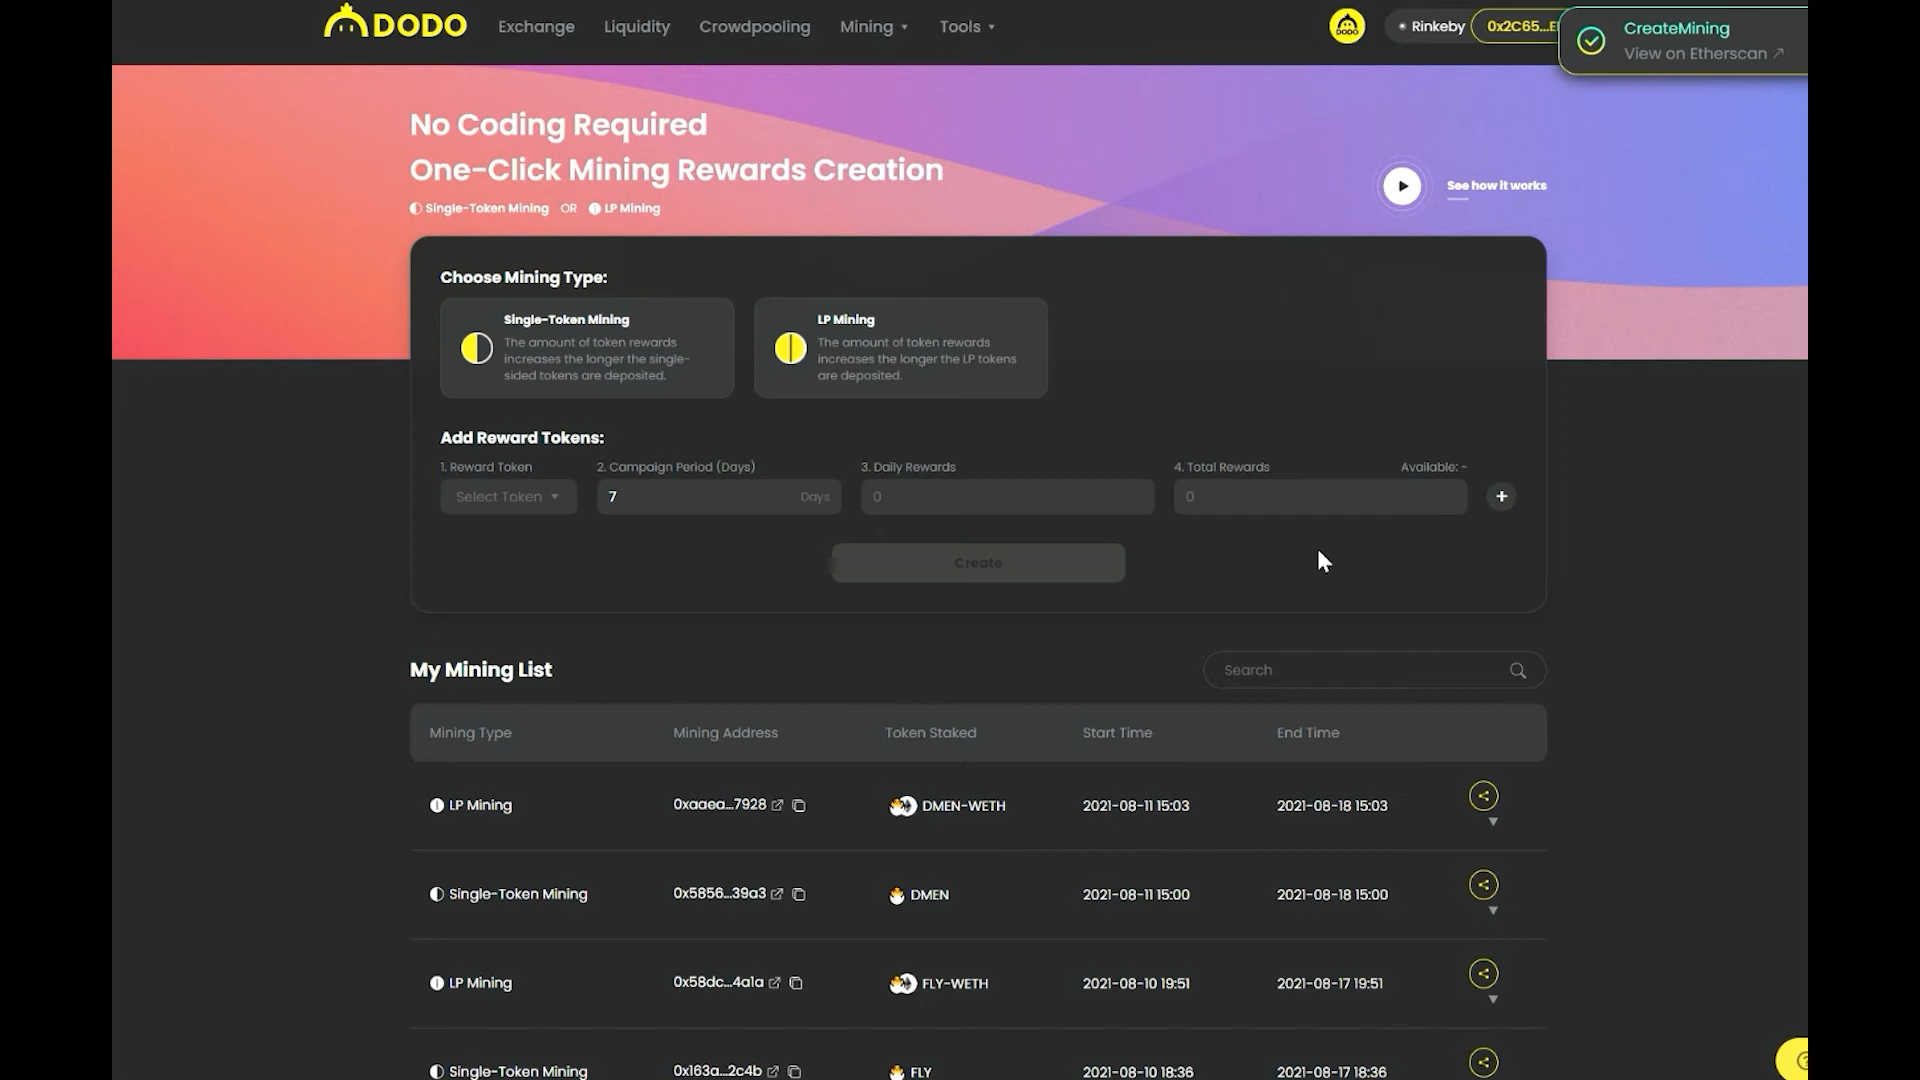 DODO Exchange Liquidity Crowdpooling Mining Tools DODO Rinkeby 0x2C65...
CreateMining
View on Etherscan
No Coding Required
One-Click Mining Rewards Creation
Single-Token Mining OR LP Mining
See how it works
Choose Mining Type:
Single-Token Mining
The amount of token rewards
increases the longer the single-
sided tokens are deposited.
LP Mining
The amount of token rewards
increases the longer the LP tokens
are deposited.
Add Reward Tokens:
1. Reward Token 2. Campaign Period (Days) 3. Daily Rewards 4. Total Rewards Available: -
Select Token 7 Days 0 0 +
Create
My Mining List Search
Mining Type Mining Address Token Staked Start Time End Time
LP Mining 0xaaea...7928 DMEN-WETH 2021-08-11 15:03 2021-08-18 15:03
Single-Token Mining 0x5856...39a3 DMEN 2021-08-11 15:00 2021-08-18 15:00
LP Mining 0x58dc...4a1a FLY-WETH 2021-08-10 19:51 2021-08-17 19:51
Single-Token Mining 0x163a...2c4b FLY 2021-08-10 18:36 2021-08-17 18:36